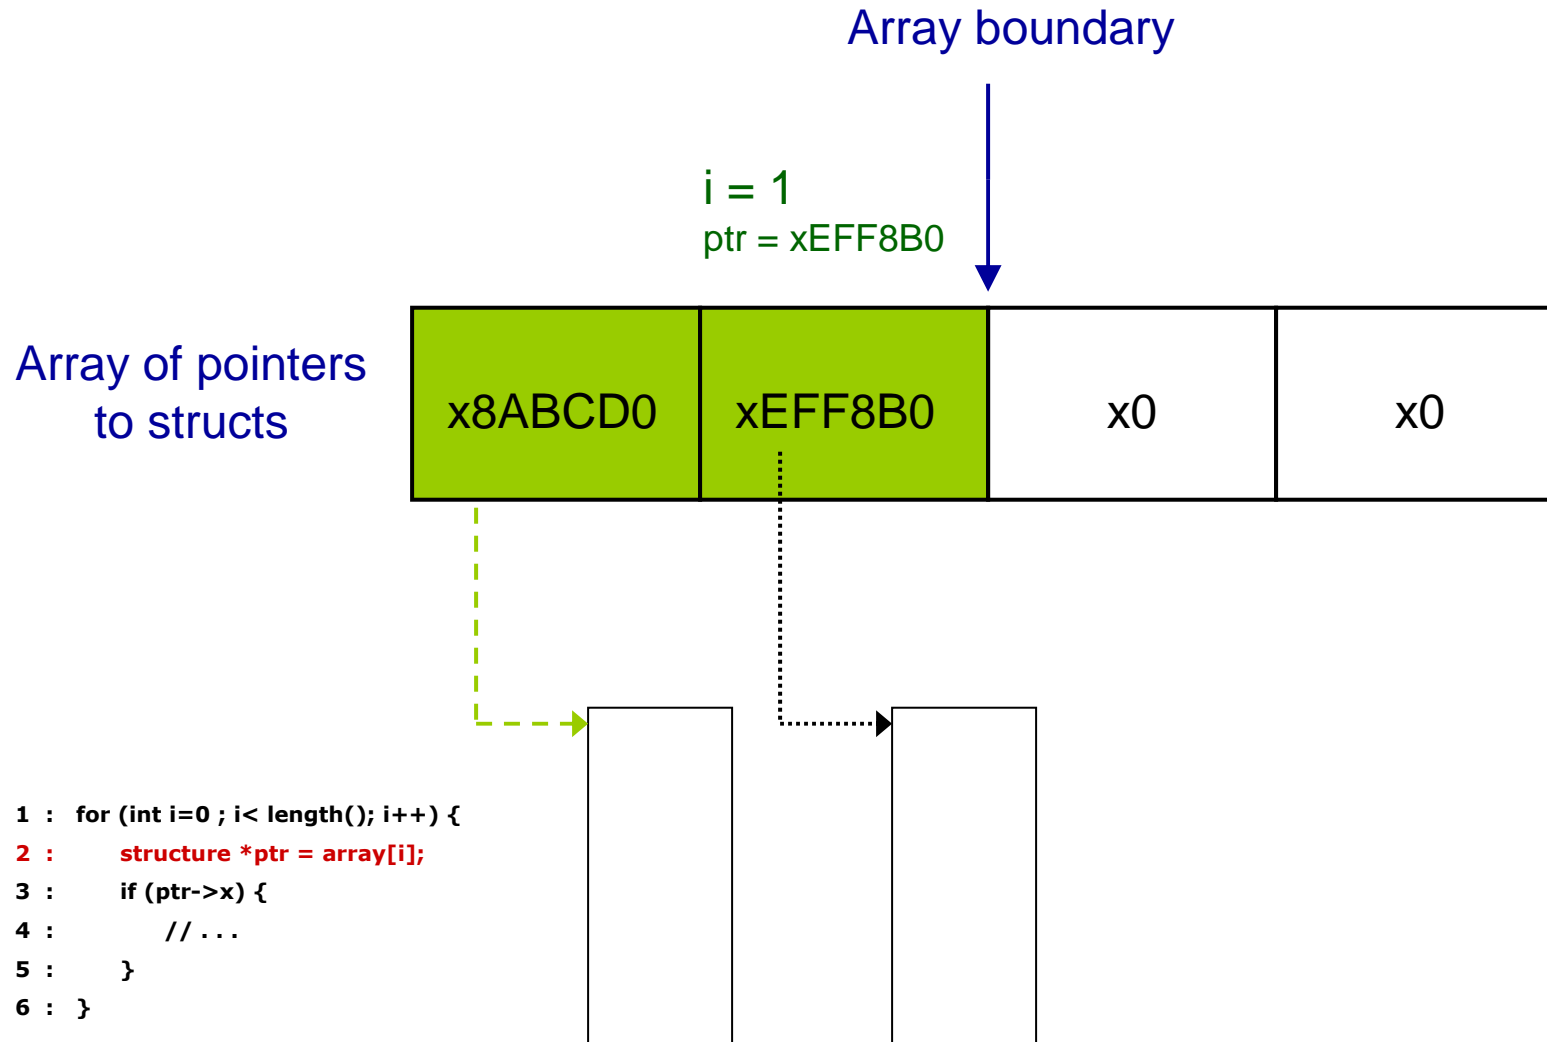 Array boundary
i = 1
ptr = xEFF8B0
Array of pointers
to structs
x8ABCD0 xEFF8B0 x0 x0
1 : for (int i=0 ; i< length(); i++) {
2 : structure *ptr = array[i];
3 : if (ptr->x) {
4 : // . . .
5 : }
6 : }